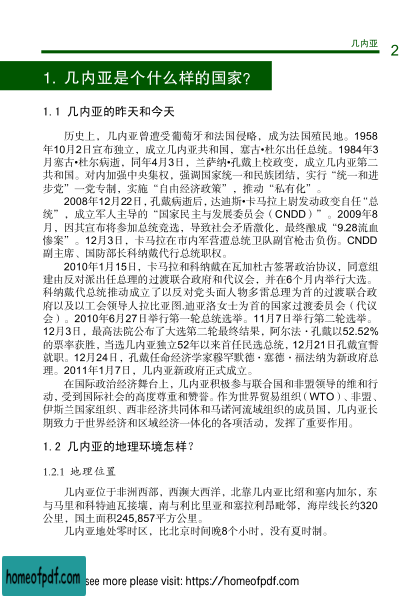 几内亚
2
1. 几内亚是个什么样的国家?
1.1 几内亚的昨天和今天
历史上，几内亚曾遭受葡萄牙和法国侵略，成为法国殖民地。1958
年10月2日宣布独立，成立几内亚共和国，塞古•杜尔出任总统。1984年3
月塞古•杜尔病逝，同年4月3日，兰萨纳•孔戴上校政变，成立几内亚第二
共和国。对内加强中央集权，强调国家统一和民族团结，实行“统一和进
步党”一党专制，实施“自由经济政策”，推动“私有化”。
2008年12月22日，孔戴病逝后，达迪斯•卡马拉上尉发动政变自任“总
统”，成立军人主导的“国家民主与发展委员会（CNDD）”。2009年8
月，因其宣布将参加总统竞选，导致社会矛盾激化，最终酿成“9.28流血
惨案”。12月3日，卡马拉在市内军营遭总统卫队副官枪击负伤。CNDD
副主席、国防部长科纳戴代行总统职权。
2010年1月15日，卡马拉和科纳戴在瓦加杜古签署政治协议，同意组
建由反对派出任总理的过渡联合政府和代议会，并在6个月内举行大选。
科纳戴代总统推动成立了以反对党头面人物多雷总理为首的过渡联合政
府以及以工会领导人拉比亚图.迪亚洛女士为首的国家过渡委员会（代议
会）。2010年6月27日举行第一轮总统选举。11月7日举行第二轮选举。
12月3日，最高法院公布了大选第二轮最终结果，阿尔法·孔戴以52.52%
的票率获胜，当选几内亚独立52年以来首任民选总统，12月21日孔戴宣誓
就职。12月24日，孔戴任命经济学家穆罕默德·塞德·福法纳为新政府总
理。2011年1月7日，几内亚新政府正式成立。
在国际政治经济舞台上，几内亚积极参与联合国和非盟领导的维和行
动，受到国际社会的高度尊重和赞誉。作为世界贸易组织（WTO）、非盟、
伊斯兰国家组织、西非经济共同体和马诺河流域组织的成员国，几内亚长
期致力于世界经济和区域经济一体化的各项活动，发挥了重要作用。
1.2 几内亚的地理环境怎样?
1.2.1 地理位置
几内亚位于非洲西部，西濒大西洋，北靠几内亚比绍和塞内加尔，东
与马里和科特迪瓦接壤，南与利比里亚和塞拉利昂毗邻，海岸线长约320
公里，国土面积245,857平方公里。
几内亚地处零时区，比北京时间晚8个小时，没有夏时制。
homeofpdf.com
see more please visit: https://homeofpdf.com